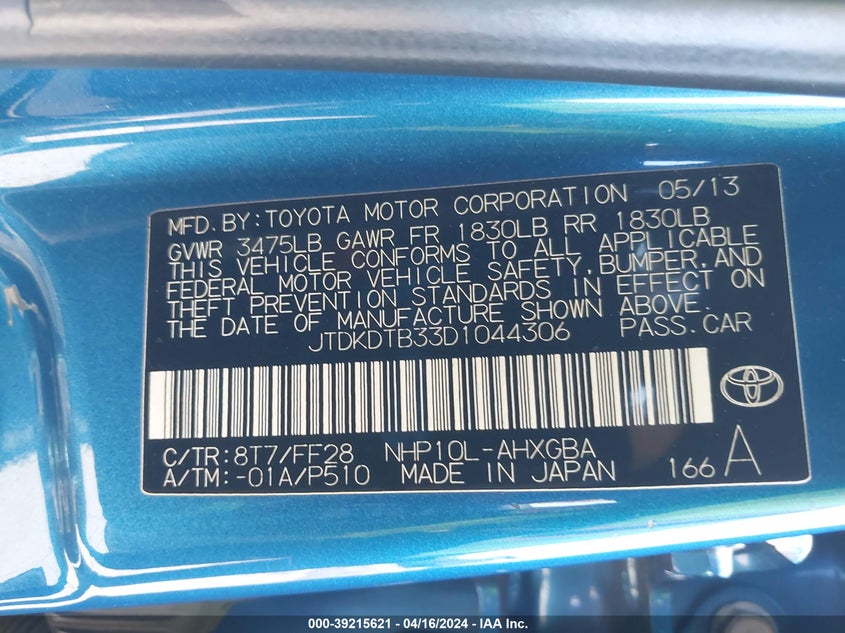 MFD. BY: TOYOTA MOTOR CORPORATION 05/13
GVWR 3475LB GAWR FR 1830LB RR 1830LB
THIS VEHICLE CONFORMS TO ALL APPLICABLE
FEDERAL MOTOR VEHICLE SAFETY, BUMPER, AND
THEFT PREVENTION STANDARDS IN EFFECT ON
THE DATE OF MANUFACTURE SHOWN ABOVE.
JTDKDTB33D1044306 PASS. CAR
C/TR: 8T7/FF28 NHP10L-AHXGBA
A/TM: -01A/P510 MADE IN JAPAN 166 A
000-39215621 - 04/16/2024 - IAA Inc.